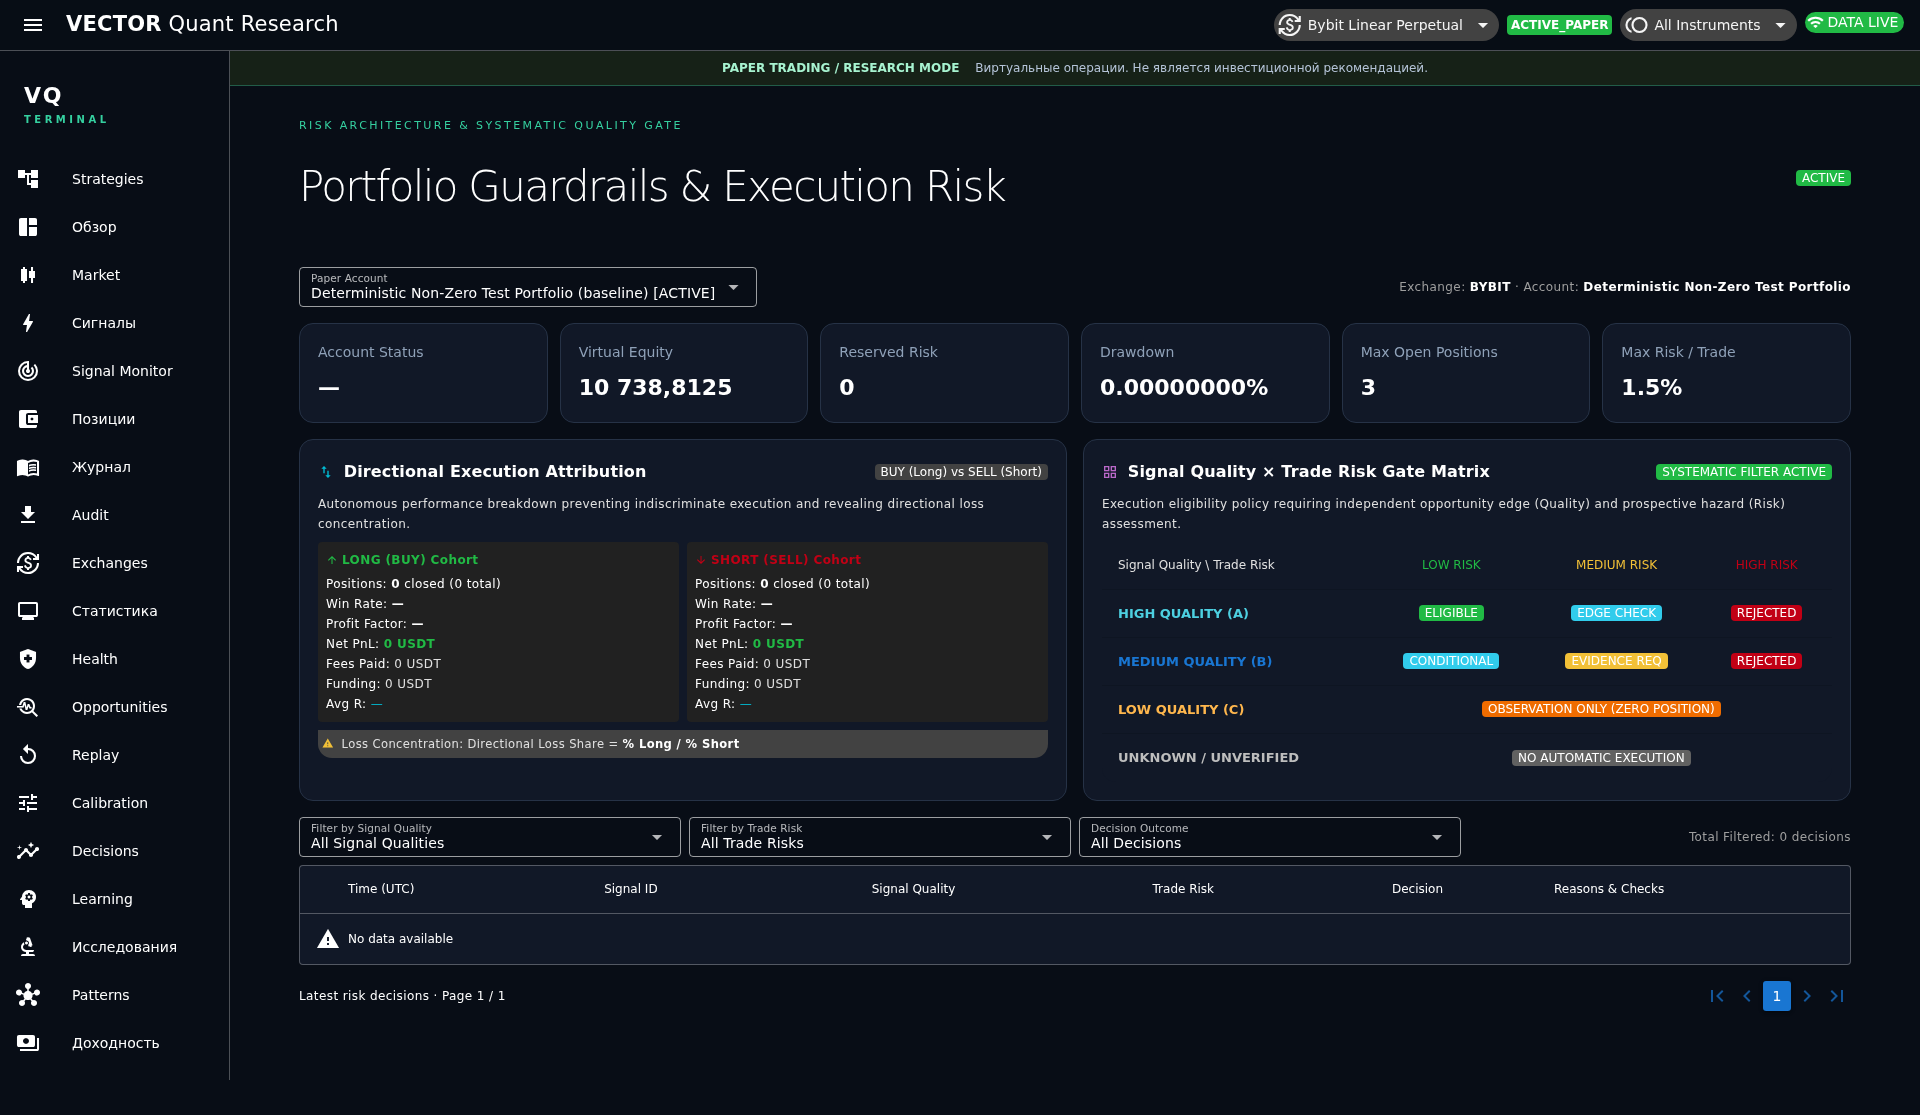 VECTOR Quant Research
Bybit Linear Perpetual
ACTIVE_PAPER
All Instruments
DATA LIVE
PAPER TRADING / RESEARCH MODE Виртуальные операции. Не является инвестиционной рекомендацией.
VQ
TERMINAL
Strategies
Обзор
Market
Сигналы
Signal Monitor
Позиции
Журнал
Audit
Exchanges
Статистика
Health
Opportunities
Replay
Calibration
Decisions
Learning
Исследования
Patterns
Доходность
RISK ARCHITECTURE & SYSTEMATIC QUALITY GATE
Portfolio Guardrails & Execution Risk
ACTIVE
Paper Account
Deterministic Non-Zero Test Portfolio (baseline) [ACTIVE]
Exchange: BYBIT · Account: Deterministic Non-Zero Test Portfolio
Account Status
—
Virtual Equity
10 738,8125
Reserved Risk
0
Drawdown
0.00000000%
Max Open Positions
3
Max Risk / Trade
1.5%
Directional Execution Attribution
BUY (Long) vs SELL (Short)
Autonomous performance breakdown preventing indiscriminate execution and revealing directional loss
concentration.
↑ LONG (BUY) Cohort
Positions: 0 closed (0 total)
Win Rate: —
Profit Factor: —
Net PnL: 0 USDT
Fees Paid: 0 USDT
Funding: 0 USDT
Avg R: —
↓ SHORT (SELL) Cohort
Positions: 0 closed (0 total)
Win Rate: —
Profit Factor: —
Net PnL: 0 USDT
Fees Paid: 0 USDT
Funding: 0 USDT
Avg R: —
Loss Concentration: Directional Loss Share = % Long / % Short
Signal Quality × Trade Risk Gate Matrix
SYSTEMATIC FILTER ACTIVE
Execution eligibility policy requiring independent opportunity edge (Quality) and prospective hazard (Risk)
assessment.
Signal Quality \ Trade Risk LOW RISK MEDIUM RISK HIGH RISK
HIGH QUALITY (A) ELIGIBLE EDGE CHECK REJECTED
MEDIUM QUALITY (B) CONDITIONAL EVIDENCE REQ REJECTED
LOW QUALITY (C) OBSERVATION ONLY (ZERO POSITION)
UNKNOWN / UNVERIFIED NO AUTOMATIC EXECUTION
Filter by Signal Quality
All Signal Qualities
Filter by Trade Risk
All Trade Risks
Decision Outcome
All Decisions
Total Filtered: 0 decisions
Time (UTC) Signal ID Signal Quality Trade Risk Decision Reasons & Checks
No data available
Latest risk decisions · Page 1 / 1
1